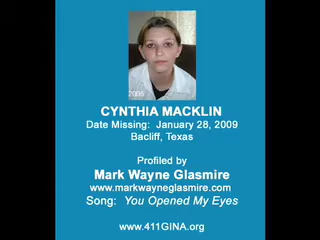 2005
CYNTHIA MACKLIN
Date Missing: January 28, 2009
Bacliff, Texas
Profiled by
Mark Wayne Glasmire
www.markwayneglasmire.com
Song: You Opened My Eyes
www.411GINA.org